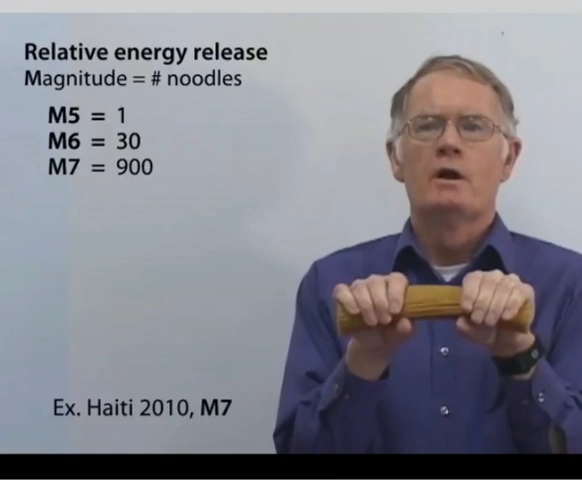 Relative energy release
Magnitude = # noodles
M5 = 1
M6 = 30
M7 = 900
Ex. Haiti 2010, M7